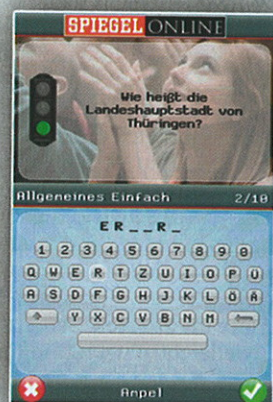 SPIEGEL ONLINE
Wie heißt die
Landeshauptstadt von
Thüringen?
Allgemeines Einfach 2/10
ER__R_
1 2 3 4 5 6 7 8 9 0
Q W E R T Z U I O P Ü
A S D F G H J K L Ö Ä
Y X C V B N M
Ampel